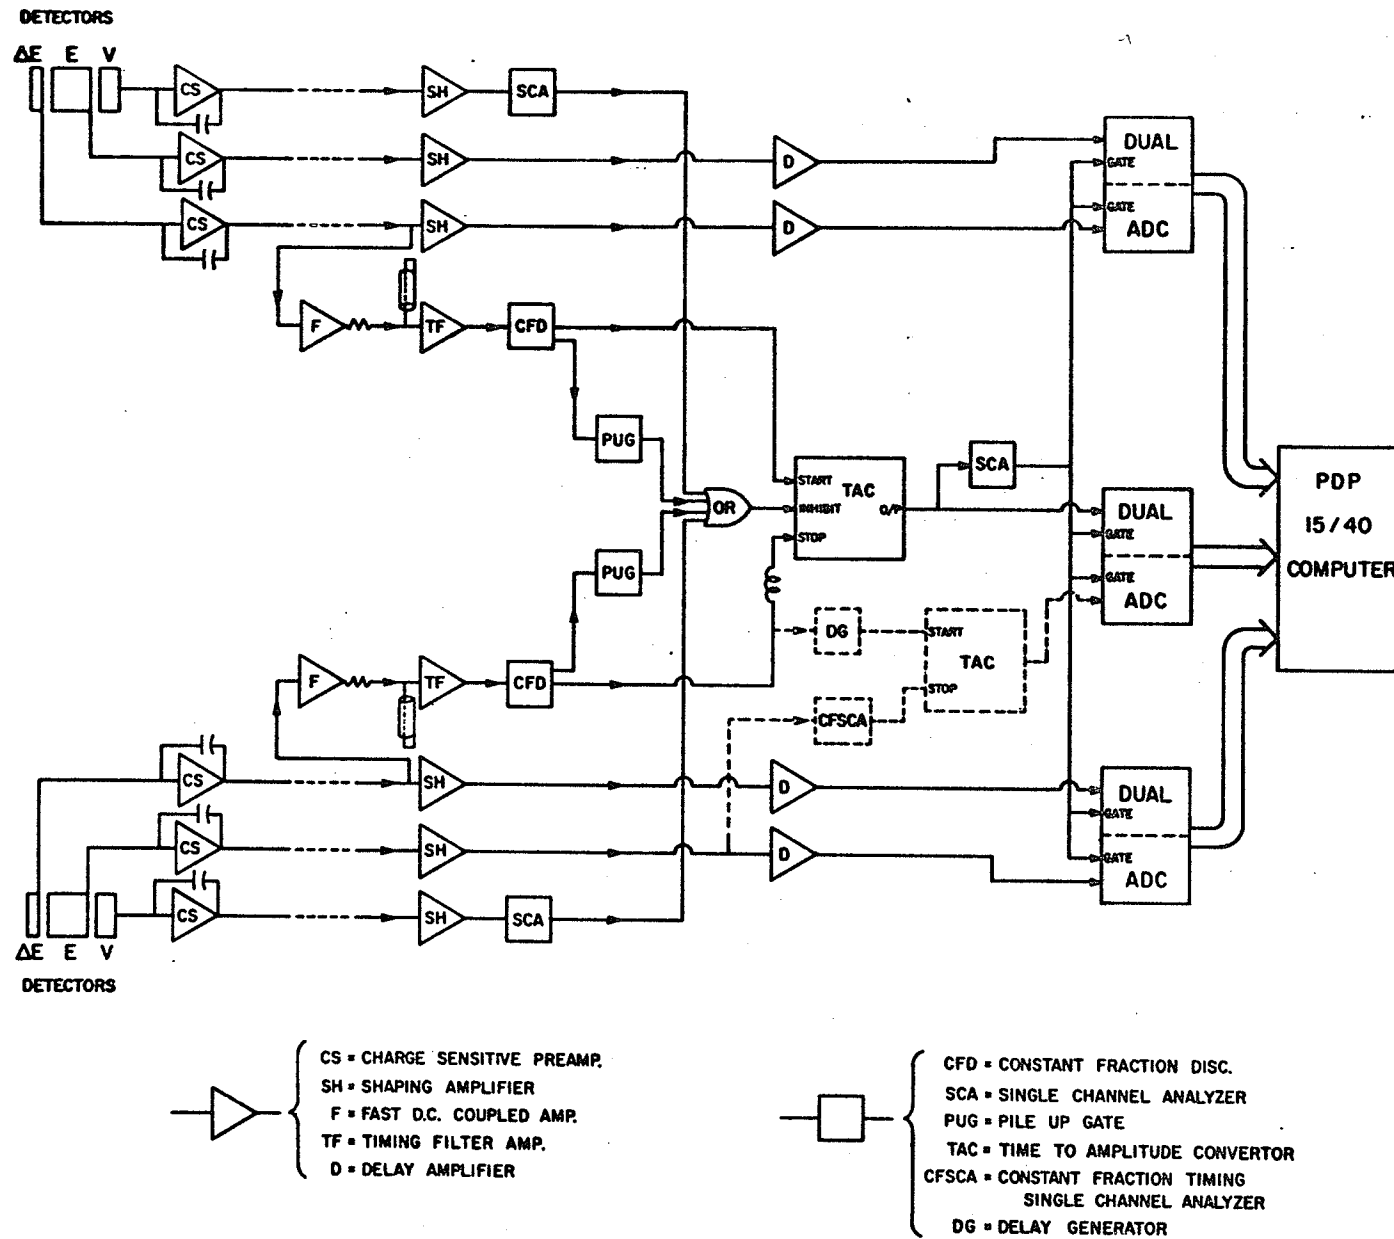 DETECTORS
ΔE E V
CS
SH
SCA
CS
SH
D
CS
SH
D
DUAL
GATE
GATE
ADC
F
TF
CFD
PUG
OR
START
TAC
INHIBIT
O/P
STOP
SCA
DUAL
GATE
GATE
ADC
PDP
15/40
COMPUTER
PUG
DG
START
TAC
STOP
CFSCA
F
TF
CFD
CS
SH
D
CS
SH
D
CS
SH
SCA
DUAL
GATE
GATE
ADC
ΔE E V
DETECTORS
CS = CHARGE SENSITIVE PREAMP.
SH = SHAPING AMPLIFIER
F = FAST D.C. COUPLED AMP.
TF = TIMING FILTER AMP.
D = DELAY AMPLIFIER
CFD = CONSTANT FRACTION DISC.
SCA = SINGLE CHANNEL ANALYZER
PUG = PILE UP GATE
TAC = TIME TO AMPLITUDE CONVERTOR
CFSCA = CONSTANT FRACTION TIMING
SINGLE CHANNEL ANALYZER
DG = DELAY GENERATOR